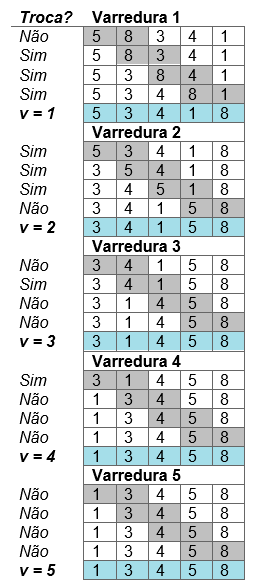 Troca? Varredura 1
Não 5 8 3 4 1
Sim 5 8 3 4 1
Sim 5 3 8 4 1
Sim 5 3 4 8 1
v = 1 5 3 4 1 8
Varredura 2
Sim 5 3 4 1 8
Sim 3 5 4 1 8
Sim 3 4 5 1 8
Não 3 4 1 5 8
v = 2 3 4 1 5 8
Varredura 3
Não 3 4 1 5 8
Sim 3 4 1 5 8
Não 3 1 4 5 8
Não 3 1 4 5 8
v = 3 3 1 4 5 8
Varredura 4
Sim 3 1 4 5 8
Não 1 3 4 5 8
Não 1 3 4 5 8
Não 1 3 4 5 8
v = 4 1 3 4 5 8
Varredura 5
Não 1 3 4 5 8
Não 1 3 4 5 8
Não 1 3 4 5 8
Não 1 3 4 5 8
v = 5 1 3 4 5 8